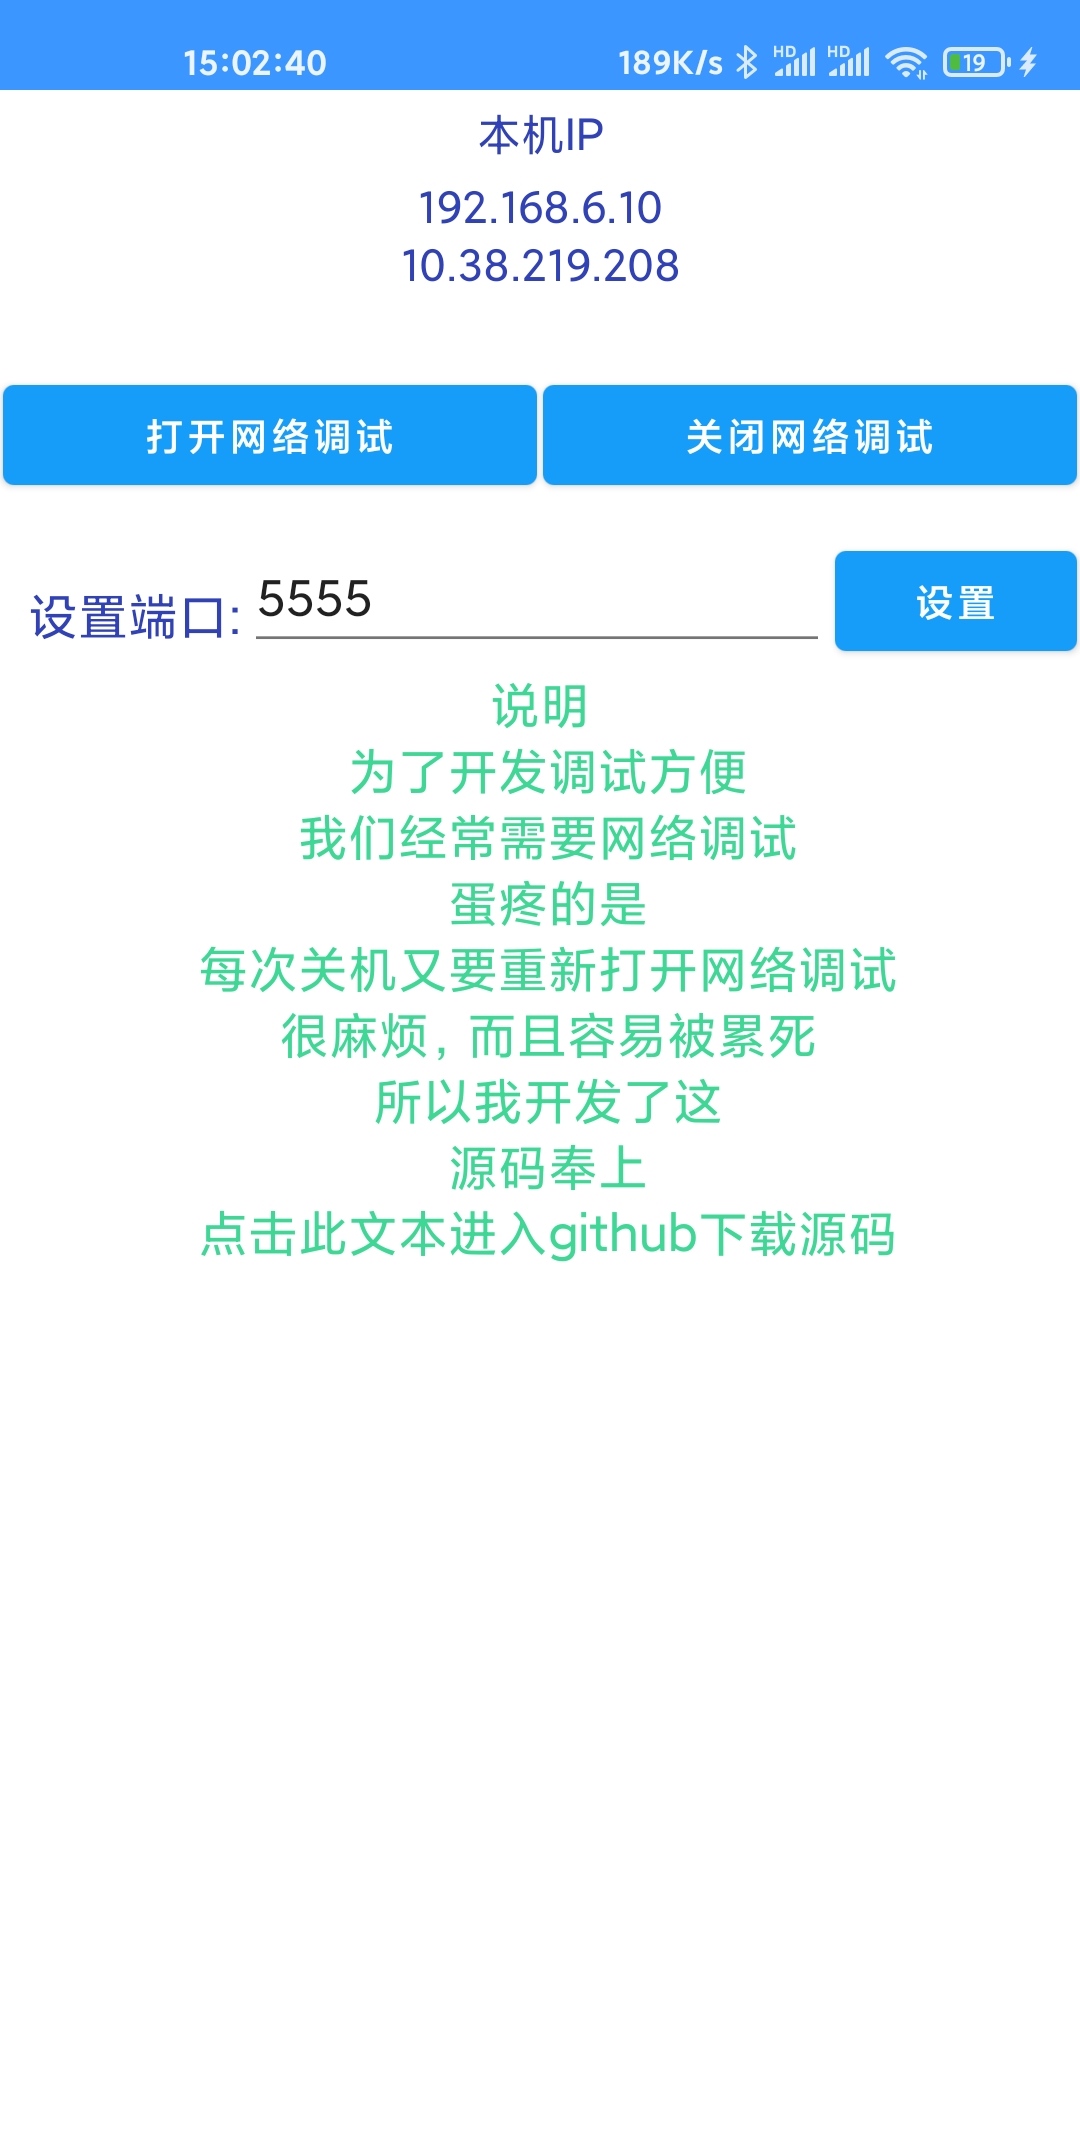 15:02:40 189K/s HD HD 19
本机IP
192.168.6.10
10.38.219.208
打开网络调试 关闭网络调试
设置端口: 5555 设置
说明
为了开发调试方便
我们经常需要网络调试
蛋疼的是
每次关机又要重新打开网络调试
很麻烦，而且容易被累死
所以我开发了这
源码奉上
点击此文本进入github下载源码